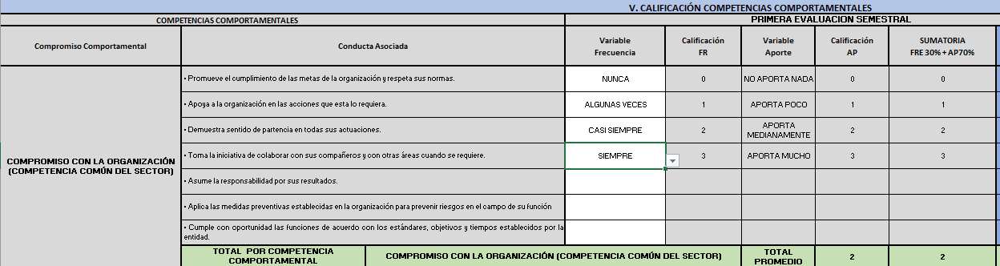 V. CALIFICACIÓN COMPETENCIAS COMPORTAMENTALES
COMPETENCIAS COMPORTAMENTALES
PRIMERA EVALUACION SEMESTRAL
Compromiso Comportamental
Conducta Asociada
Variable
Frecuencia
Calificación
FR
Variable
Aporte
Calificación
AP
SUMATORIA
FRE 30% + AP70%
COMPROMISO CON LA ORGANIZACIÓN
(COMPETENCIA COMÚN DEL SECTOR)
• Promueve el cumplimiento de las metas de la organización y respeta sus normas.
NUNCA
0
NO APORTA NADA
0
0
• Apoya a la organización en las acciones que esta lo requiera.
ALGUNAS VECES
1
APORTA POCO
1
1
• Demuestra sentido de partencia en todas sus actuaciones.
CASI SIEMPRE
2
APORTA
MEDIANAMENTE
2
2
• Toma la iniciativa de colaborar con sus compañeros y con otras áreas cuando se requiere.
SIEMPRE
3
APORTA MUCHO
3
3
• Asume la responsabilidad por sus resultados.
• Aplica las medidas preventivas establecidas en la organización para prevenir riesgos en el campo de su función
• Cumple con oportunidad las funciones de acuerdo con los estándares, objetivos y tiempos establecidos por la
entidad.
TOTAL POR COMPETENCIA
COMPORTAMENTAL
COMPROMISO CON LA ORGANIZACIÓN (COMPETENCIA COMÚN DEL SECTOR)
TOTAL
PROMEDIO
2
2